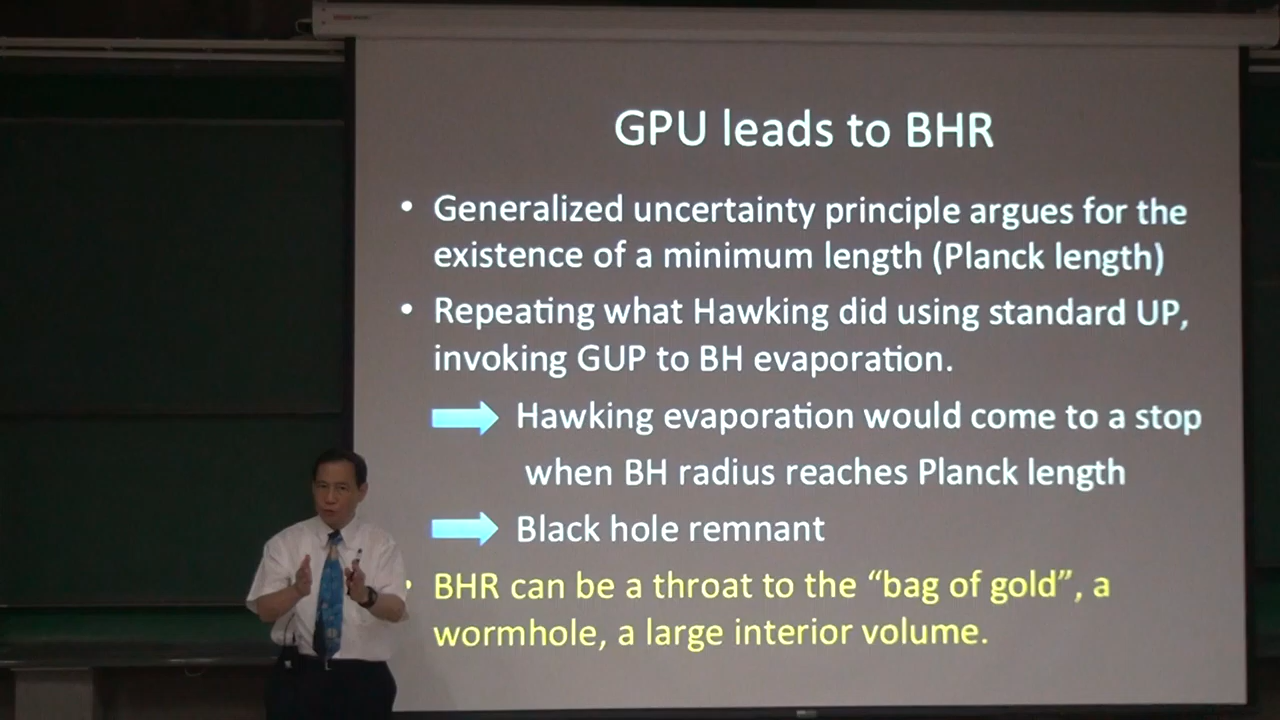 GPU leads to BHR
• Generalized uncertainty principle argues for the
existence of a minimum length (Planck length)
• Repeating what Hawking did using standard UP,
invoking GUP to BH evaporation.
Hawking evaporation would come to a stop
when BH radius reaches Planck length
Black hole remnant
• BHR can be a throat to the “bag of gold”, a
wormhole, a large interior volume.